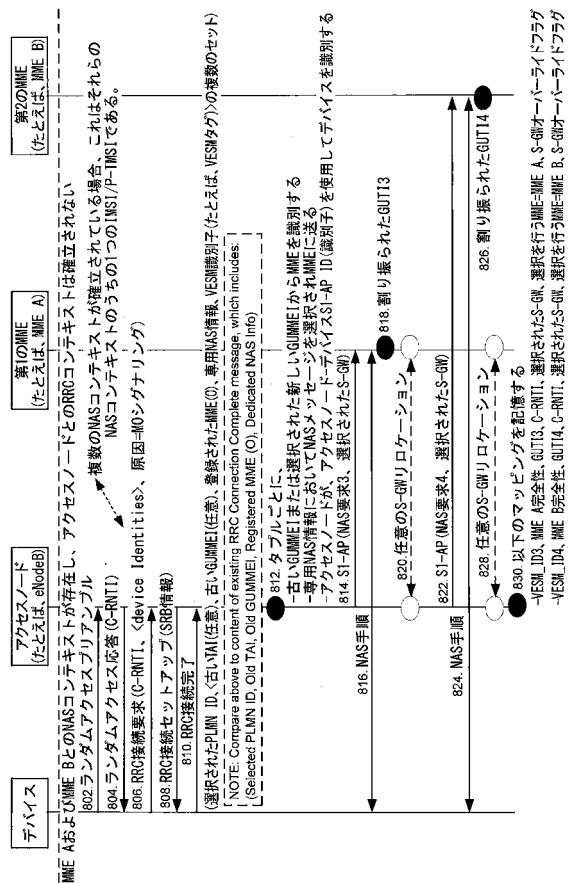 デバイス
アクセスノード
(たとえば、eNodeB)
第1のMME
(たとえば、MME A)
第2のMME
(たとえば、MME B)
MME AおよびMME BとのNASコンテキストが存在し、アクセスノードとのRRCコンテキストは確立されない
802.ランダムアクセスプリアンブル
複数のNASコンテキストが確立されている場合、これはそれらの
NASコンテキストのうちの1つのIMSI/P-TMSIである。
804.ランダムアクセス応答(C-RNTI)
806.RRC接続要求(C-RNTI、<device Identities>、原因=MOシグナリング)
808.RRC接続セットアップ(SRB情報)
810.RRC接続完了
(選択されたPLMN ID、<古いTAI(任意)、古いGUMMEI(任意)、登録されたMME(O)、専用NAS情報、VESM識別子(たとえば、VESMタグ)>の複数のセット)
NOTE: Compare above to content of existing RRC Connection Complete message, which includes:
(Selected PLMN ID, Old TAI, Old GUMMEI, Registered MME (O), Dedicated NAS Info)
812.タプルごとに、
-古いGUMMEIまたは選択された新しいGUMMEIからMMEを識別する
-専用NAS情報においてNASメッセージを選択されMMEに送る
-アクセスノードが、アクセスノード-デバイスS1-AP ID(識別子)を使用してデバイスを識別する
814.S1-AP(NAS要求3、選択されたS-GW)
816.NAS手順
818.割り振られたGUTI3
820.任意のS-GWリロケーション
822.S1-AP(NAS要求4、選択されたS-GW)
824.NAS手順
826.割り振られたGUTI4
828.任意のS-GWリロケーション
830.以下のマッピングを記憶する
-VESM_ID3、MME A完全性、GUTI3、C-RNTI、選択されたS-GW、選択を行うMME=MME A、S-GWオーバーライドフラグ
-VESM_ID4、MME B完全性、GUTI4、C-RNTI、選択されたS-GW、選択を行うMME=MME B、S-GWオーバーライドフラグ